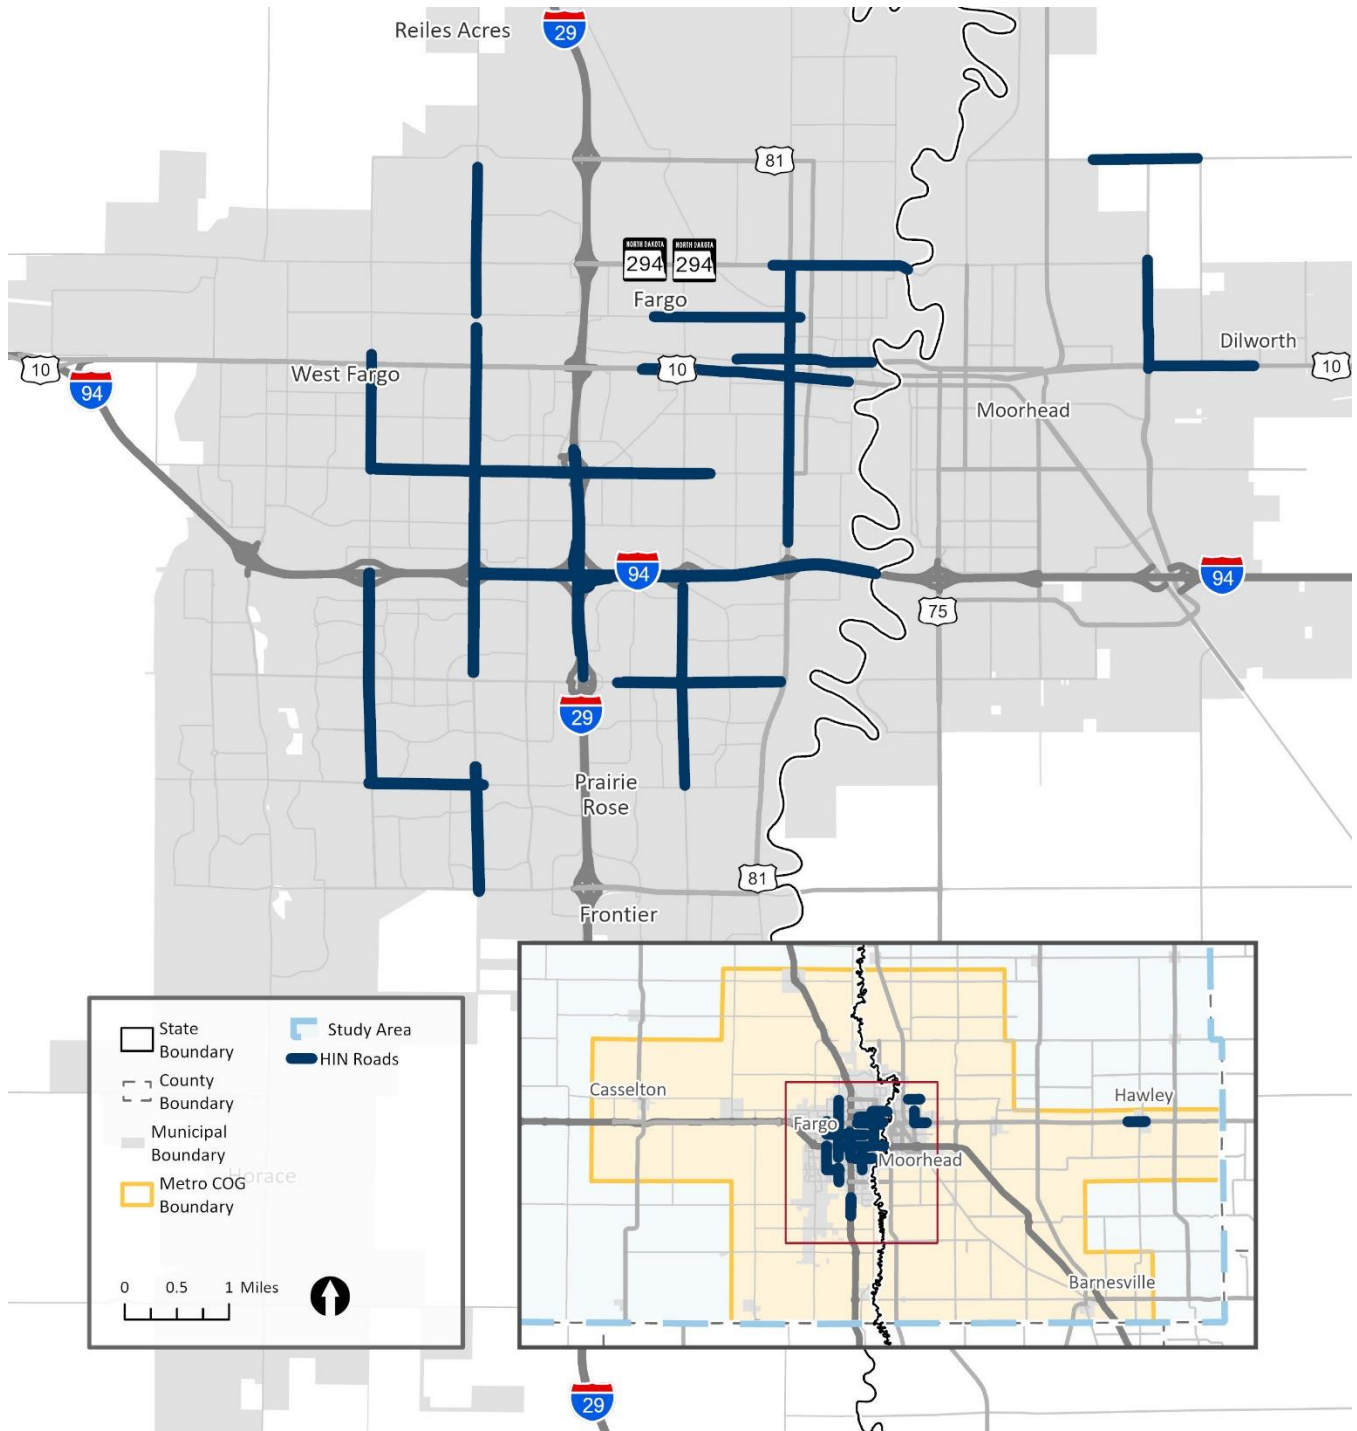 Reiles Acres
29
81
NORTH DAKOTA
294
NORTH DAKOTA
294
Fargo
10
94
West Fargo
10
Dilworth
10
Moorhead
94
94
75
29
Prairie
Rose
81
Frontier
State
Boundary
County
Boundary
Municipal
Boundary
Horace
Metro COG
Boundary
Study Area
HIN Roads
0 0.5 1 Miles
Casselton
Fargo
Moorhead
Hawley
Barnesville
29